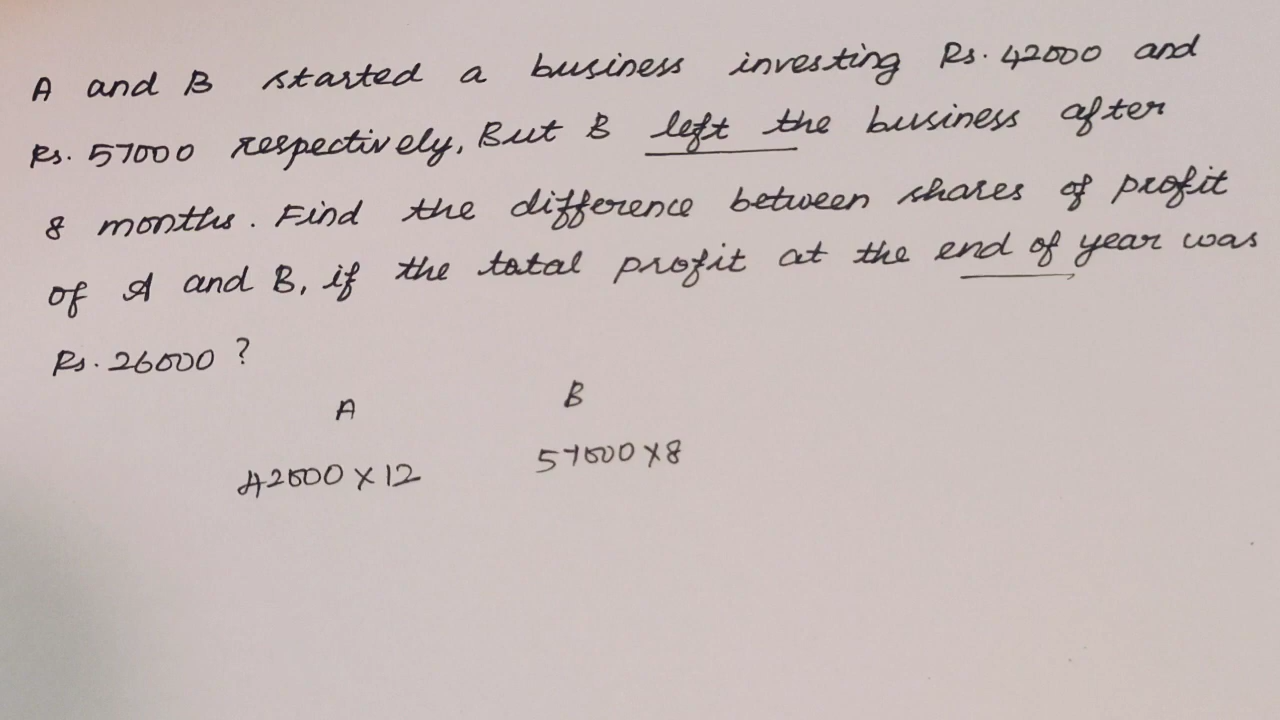 A and B started a business investing Rs. 42000 and
Rs. 57000 respectively, But B left the business after
8 months. Find the difference between shares of profit
of A and B, if the total profit at the end of year was
Rs. 26000 ?
A B
42000 x 12 57000 x 8